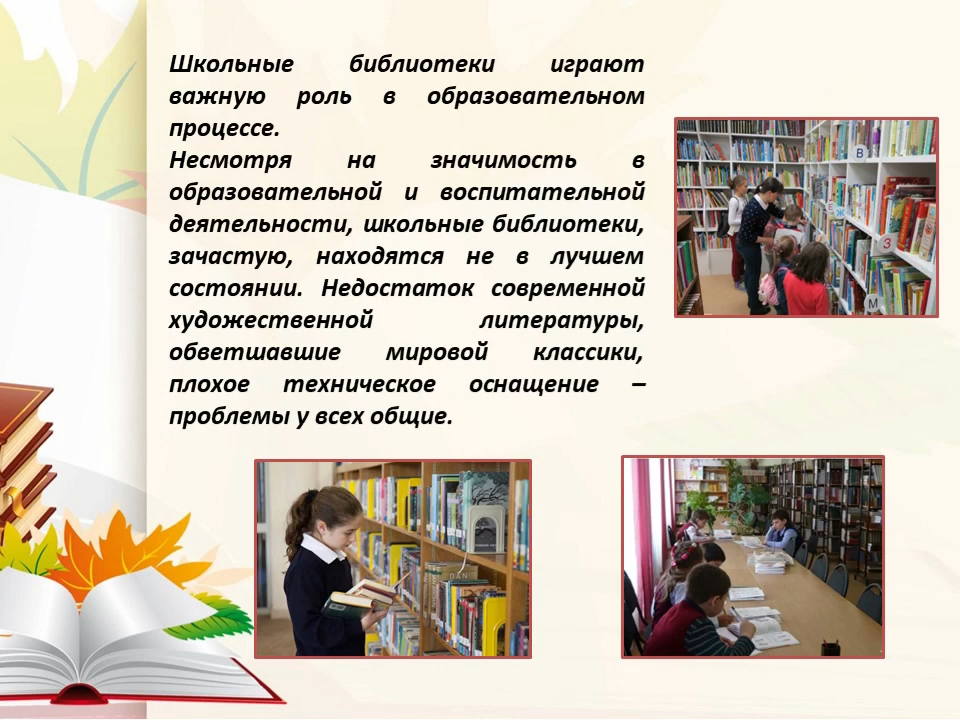 Школьные библиотеки играют
важную роль в образовательном
процессе.
Несмотря на значимость в
образовательной и воспитательной
деятельности, школьные библиотеки,
зачастую, находятся не в лучшем
состоянии. Недостаток современной
художественной литературы,
обветшавшие мировой классики,
плохое техническое оснащение –
проблемы у всех общие.
В
З
М
DAN